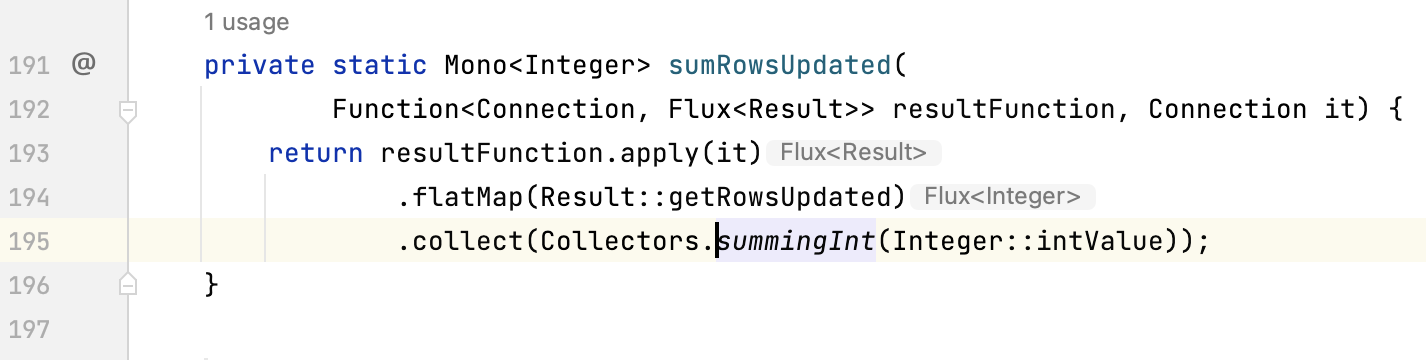 1 usage
191 @ private static Mono<Integer> sumRowsUpdated(
192 Function<Connection, Flux<Result>> resultFunction, Connection it) {
193 return resultFunction.apply(it) Flux<Result>
194 .flatMap(Result::getRowsUpdated) Flux<Integer>
195 .collect(Collectors.summingInt(Integer::intValue));
196 }
197